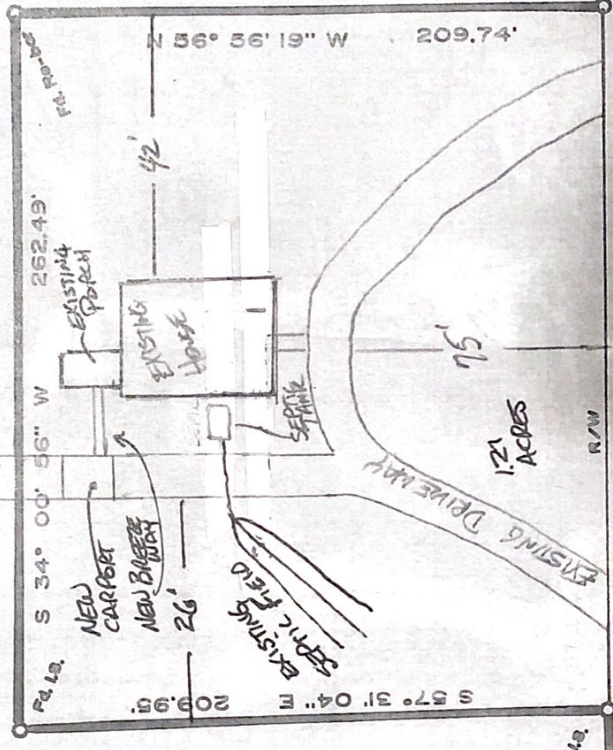 N 56° 56' 19" W 209.74'
42'
S 34° 00' 56" W 262.49'
EXISTING
PORCH
EXISTING
HOUSE
SEPTIC
TANK
NEW
CARPORT
NEW BREEZE
WAY
26'
EXISTING
SEPTIC FIELD
75'
1.21
ACRES
EXISTING DRIVEWAY
R/W
S 57° 31' 04" E 209.95'
Fd. I.S.